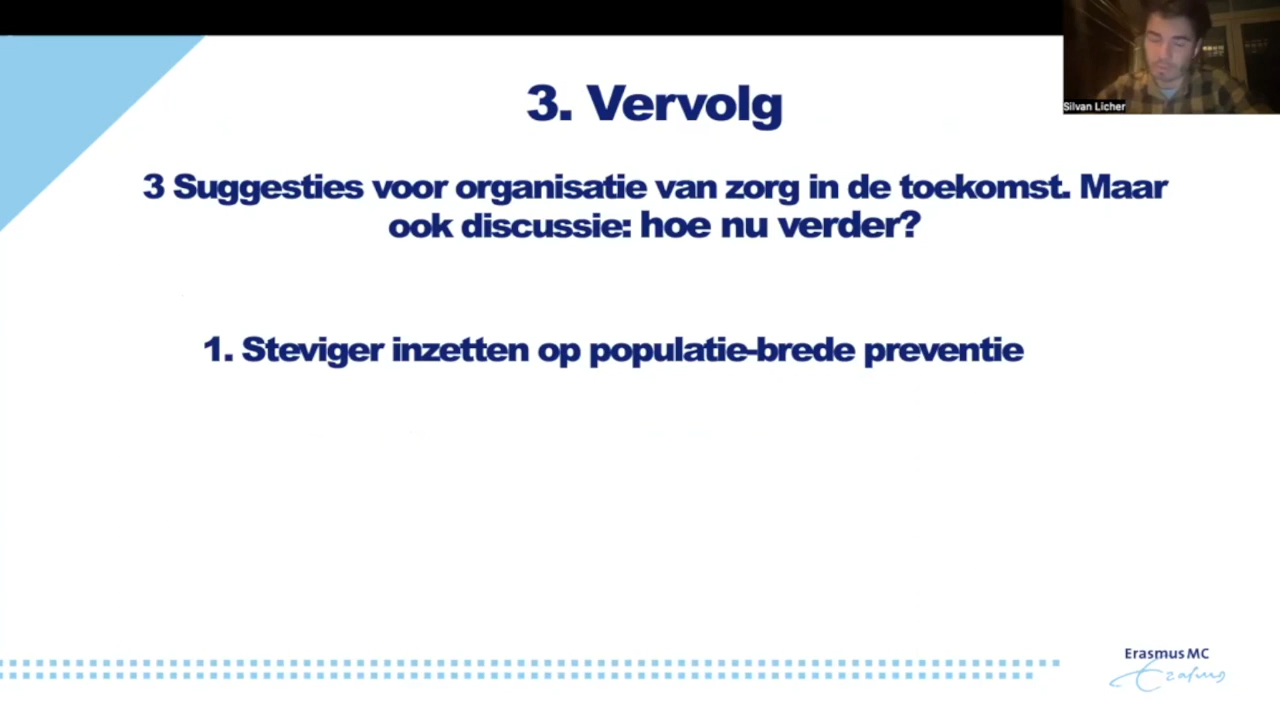 3. Vervolg
Silvan Licher
3 Suggesties voor organisatie van zorg in de toekomst. Maar
ook discussie: hoe nu verder?
1. Steviger inzetten op populatie-brede preventie
Erasmus MC
Erasmus